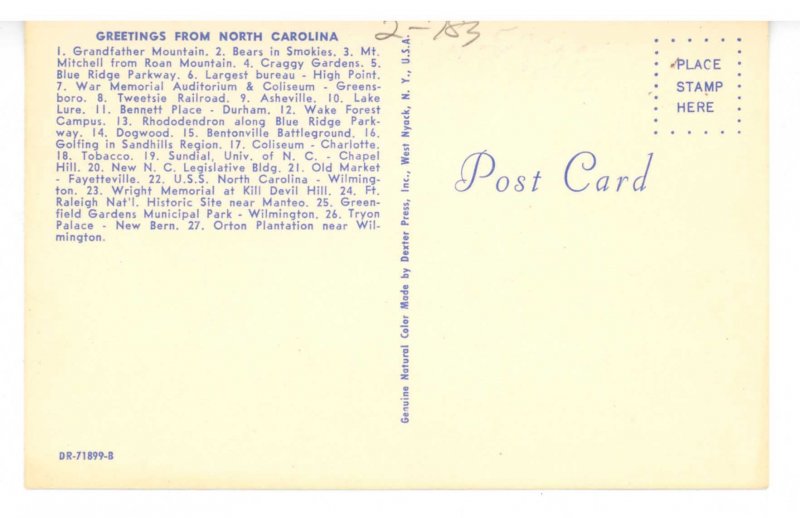 GREETINGS FROM NORTH CAROLINA
1. Grandfather Mountain. 2. Bears in Smokies. 3. Mt.
Mitchell from Roan Mountain. 4. Craggy Gardens. 5.
Blue Ridge Parkway. 6. Largest bureau - High Point.
7. War Memorial Auditorium & Coliseum - Greens-
boro. 8. Tweetsie Railroad. 9. Asheville. 10. Lake
Lure. 11. Bennett Place - Durham. 12. Wake Forest
Campus. 13. Rhododendron along Blue Ridge Park-
way. 14. Dogwood. 15. Bentonville Battleground. 16.
Golfing in Sandhills Region. 17. Coliseum - Charlotte.
18. Tobacco. 19. Sundial, Univ. of N. C. - Chapel
Hill. 20. New N. C. Legislative Bldg. 21. Old Market
- Fayetteville. 22. U.S.S. North Carolina - Wilming-
ton. 23. Wright Memorial at Kill Devil Hill. 24. Ft.
Raleigh Nat'l. Historic Site near Manteo. 25. Green-
field Gardens Municipal Park - Wilmington. 26. Tryon
Palace - New Bern. 27. Orton Plantation near Wil-
mington.
DR-71899-B
Genuine Natural Color Made by Dexter Press, Inc., West Nyack, N. Y., U.S.A.
PLACE
STAMP
HERE
Post Card